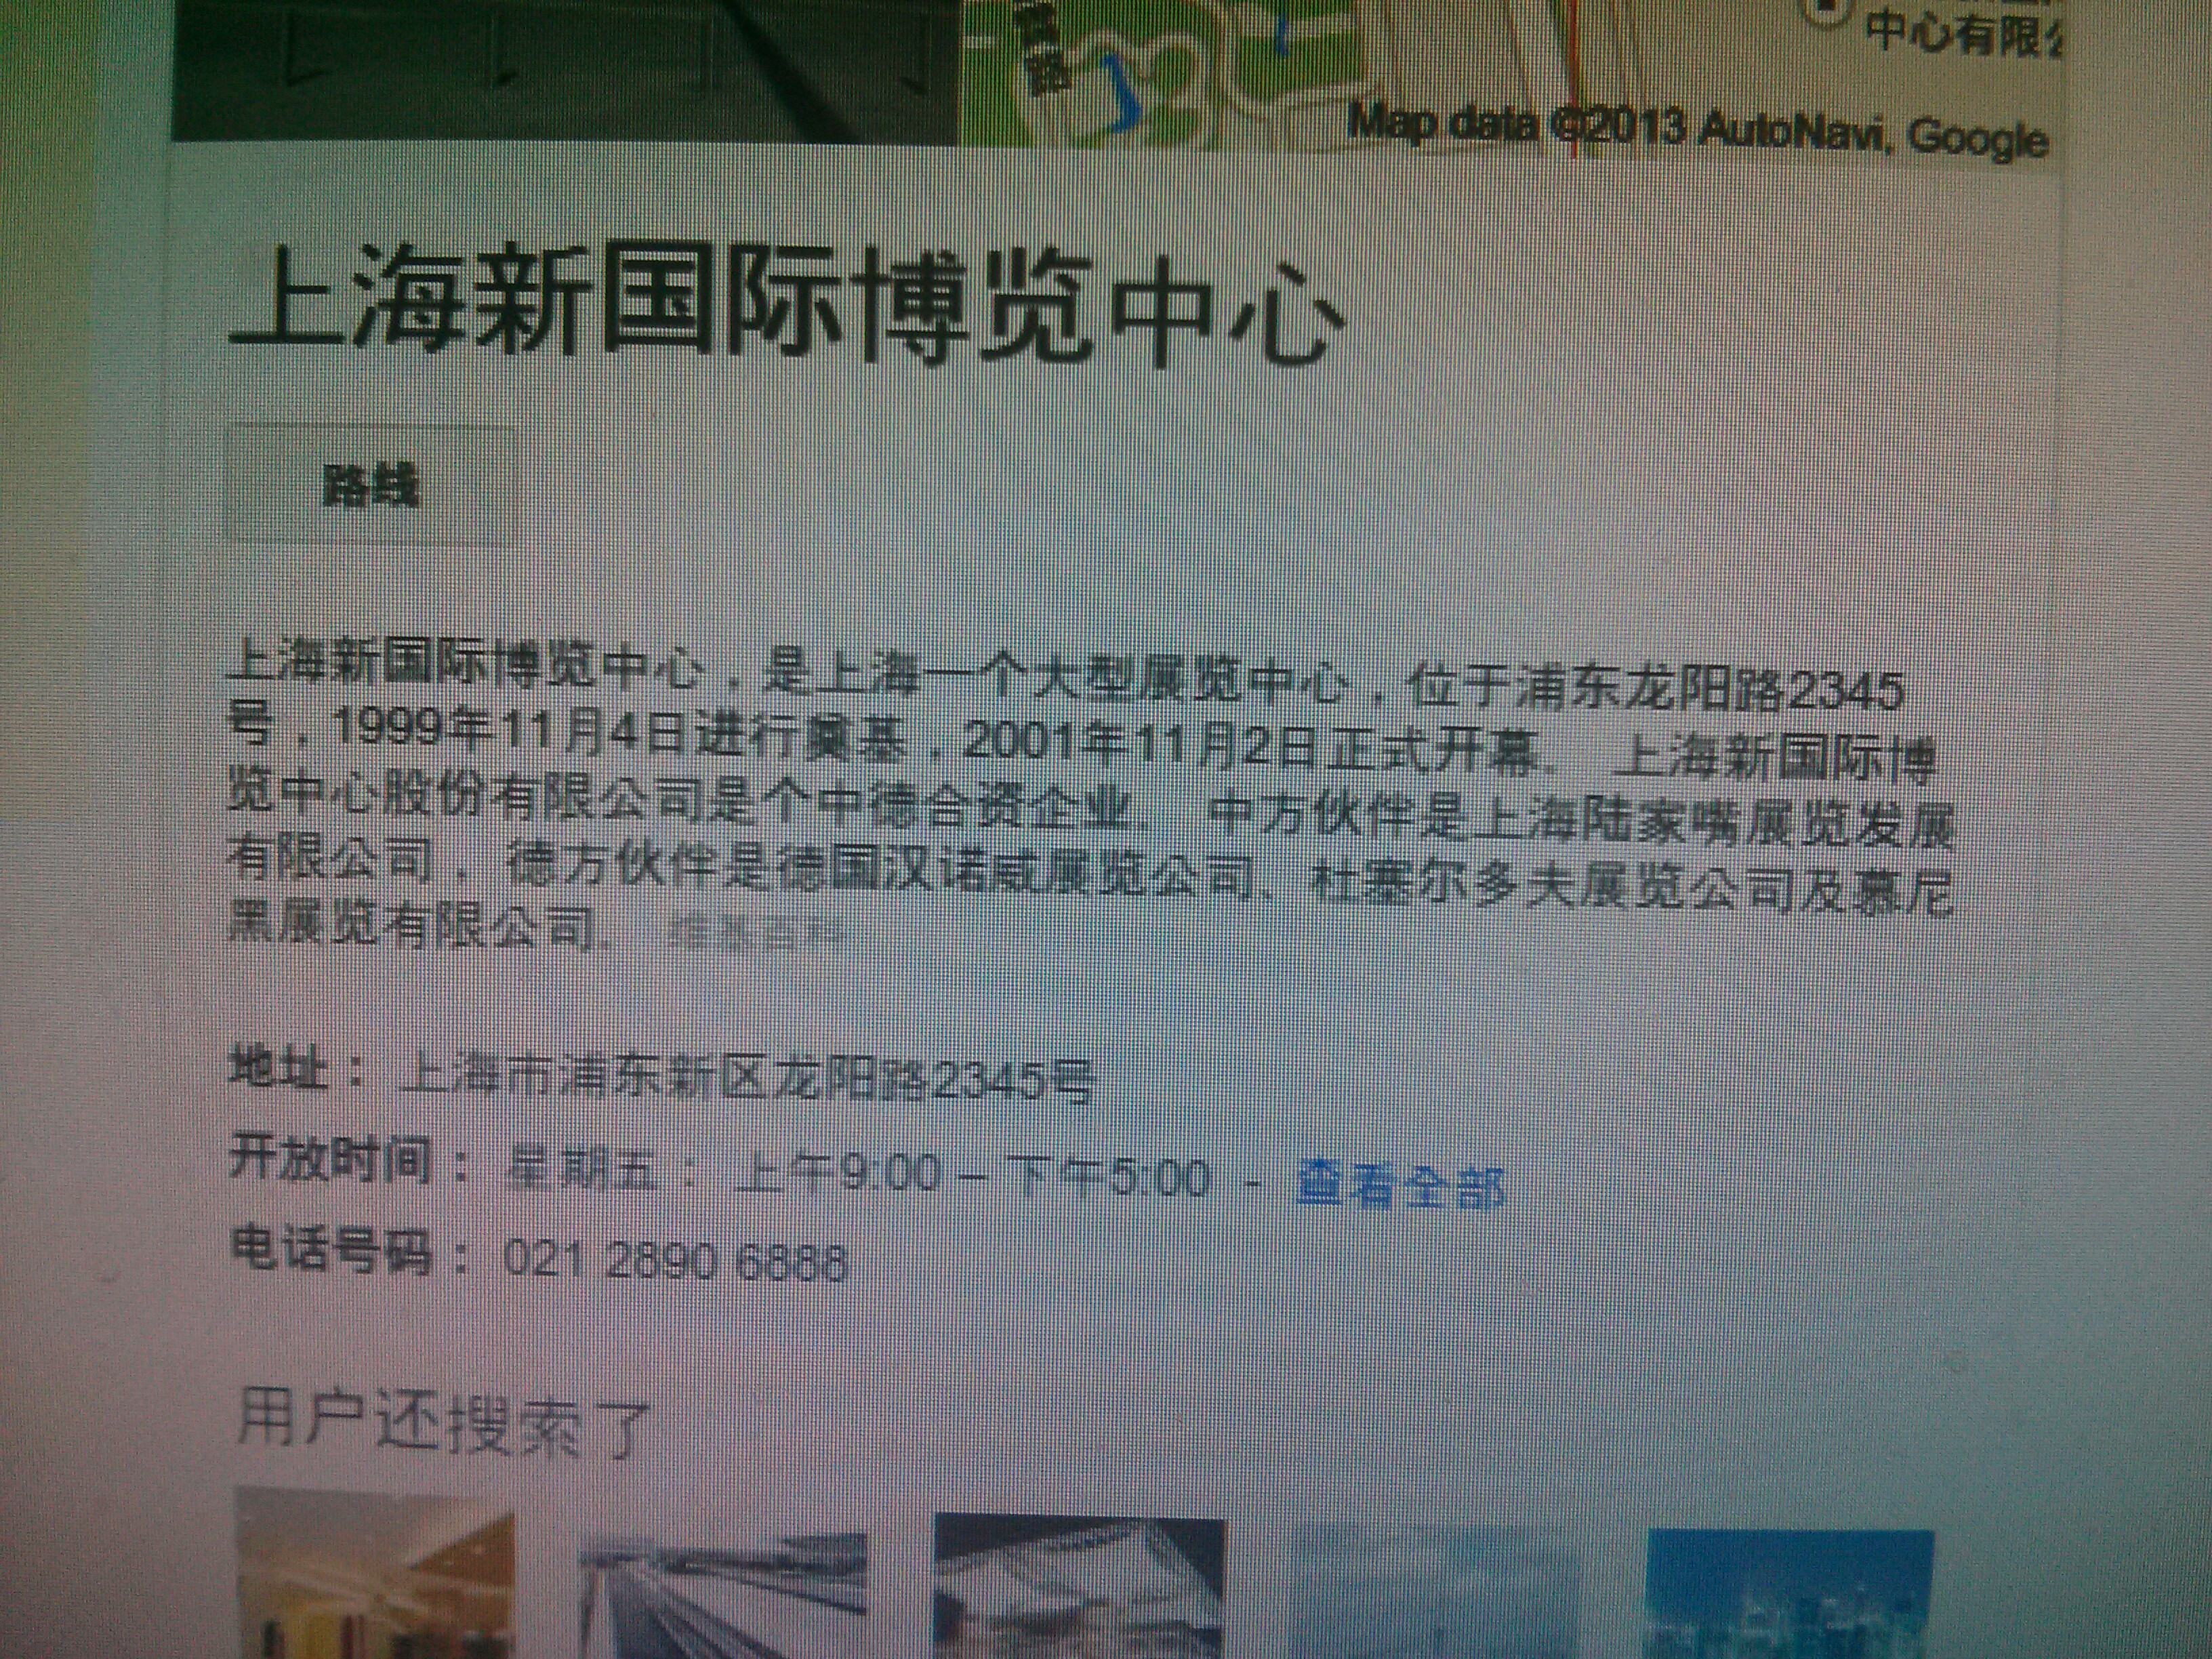 中心有限公
路
Map data ©2013 AutoNavi, Google
上海新国际博览中心
路线
上海新国际博览中心，是上海一个大型展览中心，位于浦东龙阳路2345
号，1999年11月4日进行奠基，2001年11月2日正式开幕。 上海新国际博
览中心股份有限公司是个中德合资企业。 中方伙伴是上海陆家嘴展览发展
有限公司，德方伙伴是德国汉诺威展览公司、杜塞尔多夫展览公司及慕尼
黑展览有限公司。 维基百科
地址： 上海市浦东新区龙阳路2345号
开放时间： 星期五： 上午9:00 – 下午5:00 - 查看全部
电话号码： 021 2890 6888
用户还搜索了